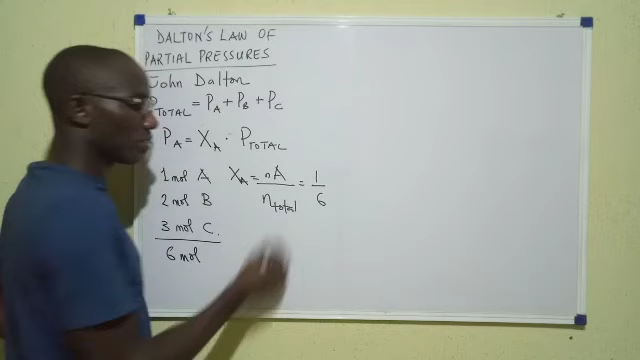 DALTON'S LAW OF
PARTIAL PRESSURES
John Dalton
P TOTAL = P_A + P_B + P_C
P_A = X_A · P_TOTAL
1 mol A X_A = nA / n total = 1/6
2 mol B
3 mol C.
6 mol